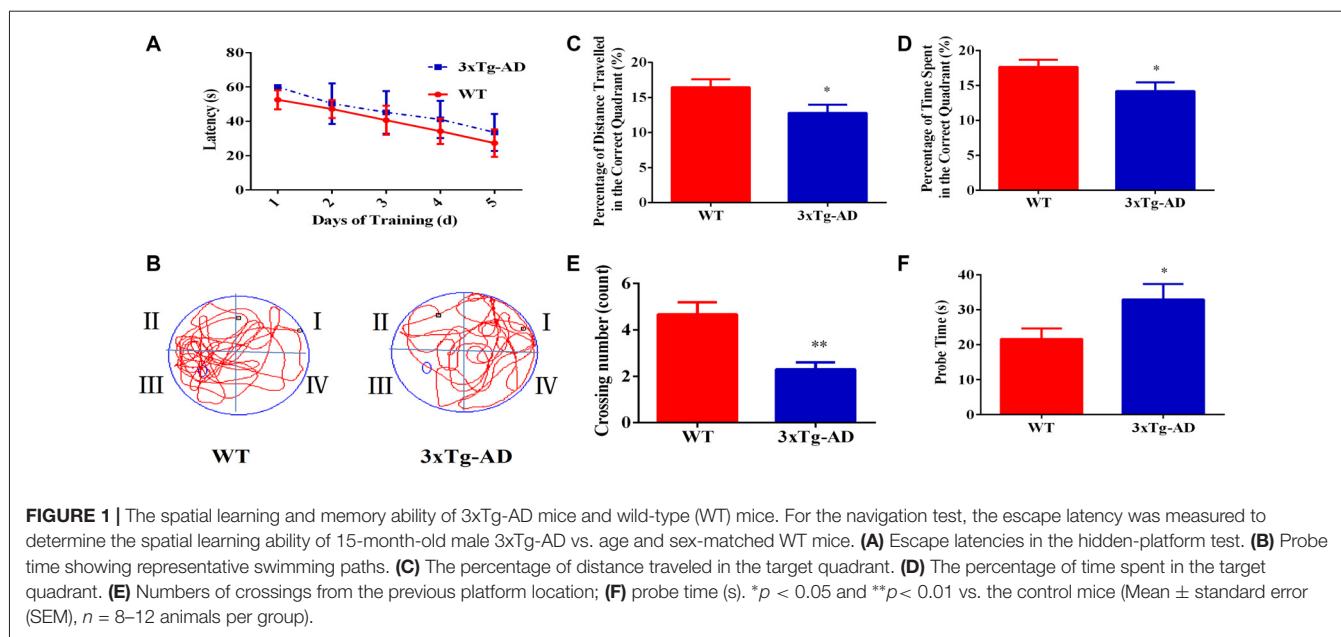 A
80
60
40
20
0
Latency (s)
3xTg-AD
WT
1 2 3 4 5
Days of Training (d)
B
II I
III IV
WT
II I
III IV
3xTg-AD
C
Percentage of Distance Travelled
in the Correct Quadrant (%)
20
15
10
5
0
*
WT 3xTg-AD
D
Percentage of Time Spent
in the Correct Quadrant (%)
20
15
10
5
0
*
WT 3xTg-AD
E
Crossing number (count)
6
4
2
0
**
WT 3xTg-AD
F
Probe Time (s)
40
30
20
10
0
*
WT 3xTg-AD
FIGURE 1 | The spatial learning and memory ability of 3xTg-AD mice and wild-type (WT) mice. For the navigation test, the escape latency was measured to
determine the spatial learning ability of 15-month-old male 3xTg-AD vs. age and sex-matched WT mice. (A) Escape latencies in the hidden-platform test. (B) Probe
time showing representative swimming paths. (C) The percentage of distance traveled in the target quadrant. (D) The percentage of time spent in the target
quadrant. (E) Numbers of crossings from the previous platform location; (F) probe time (s). *p < 0.05 and **p< 0.01 vs. the control mice (Mean ± standard error
(SEM), n = 8–12 animals per group).